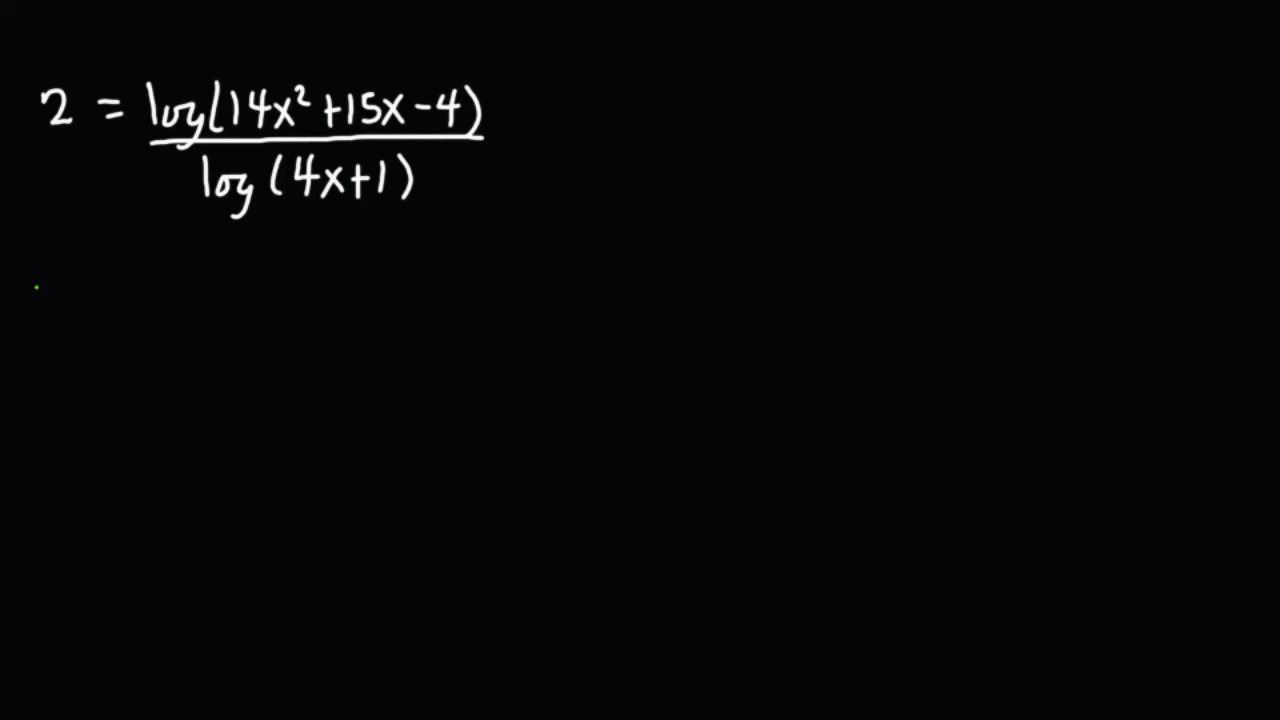 2 = log(14x² +15x -4)
log (4x+1)